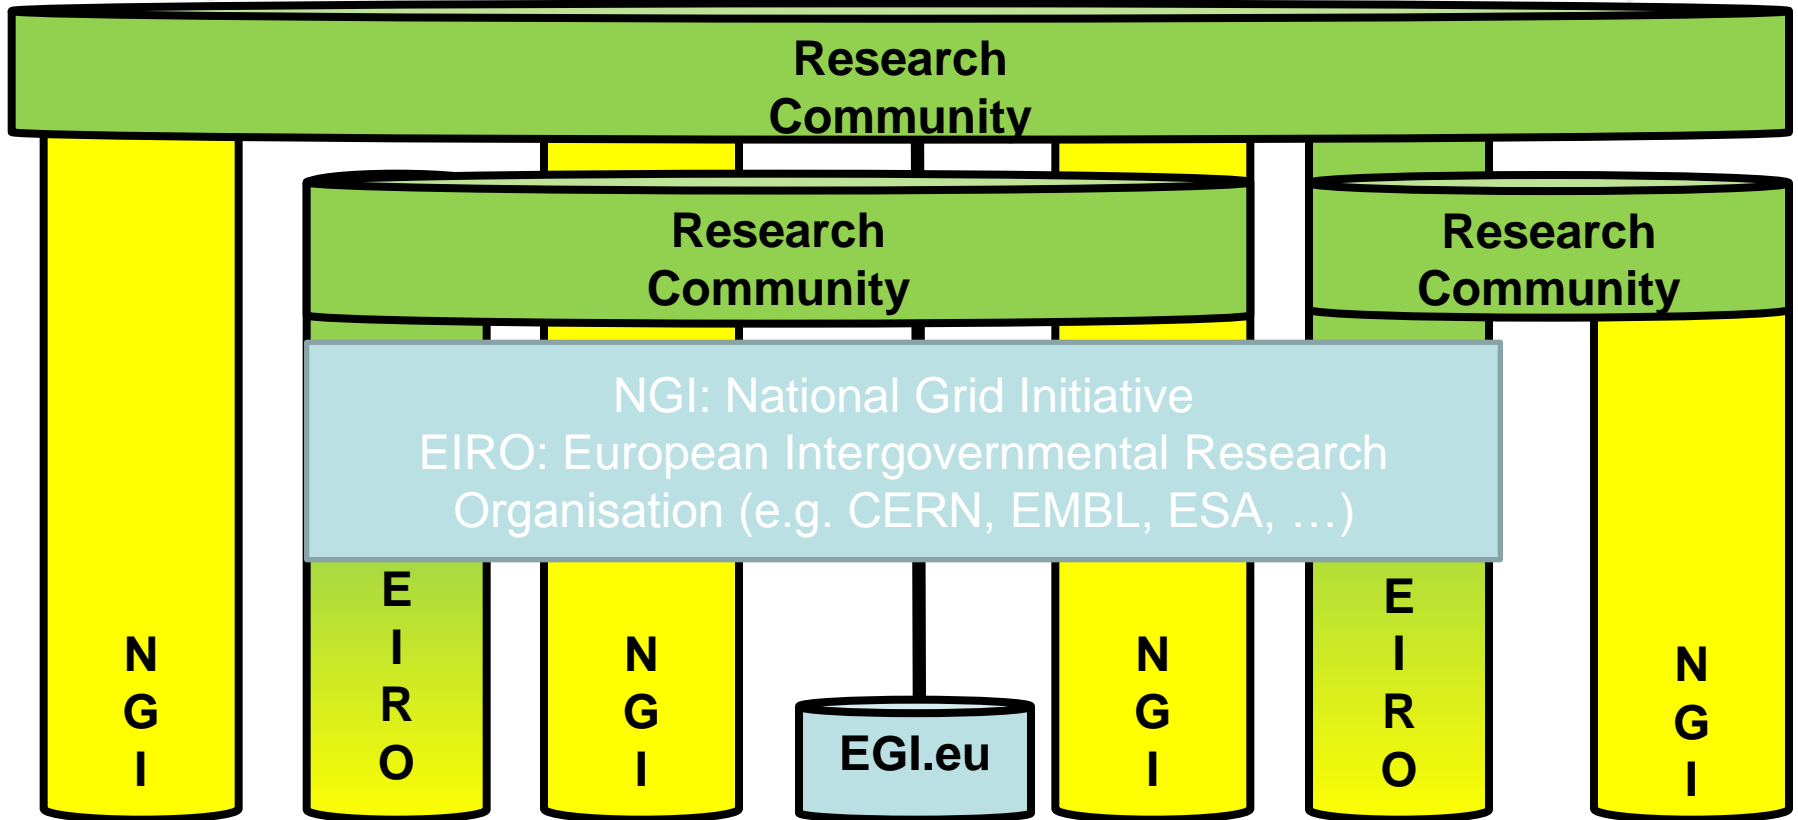 Research
Community
Research
Community
Research
Community
NGI: National Grid Initiative
EIRO: European Intergovernmental Research
Organisation (e.g. CERN, EMBL, ESA, …)
N
G
I
E
I
R
O
N
G
I
EGI.eu
N
G
I
E
I
R
O
N
G
I